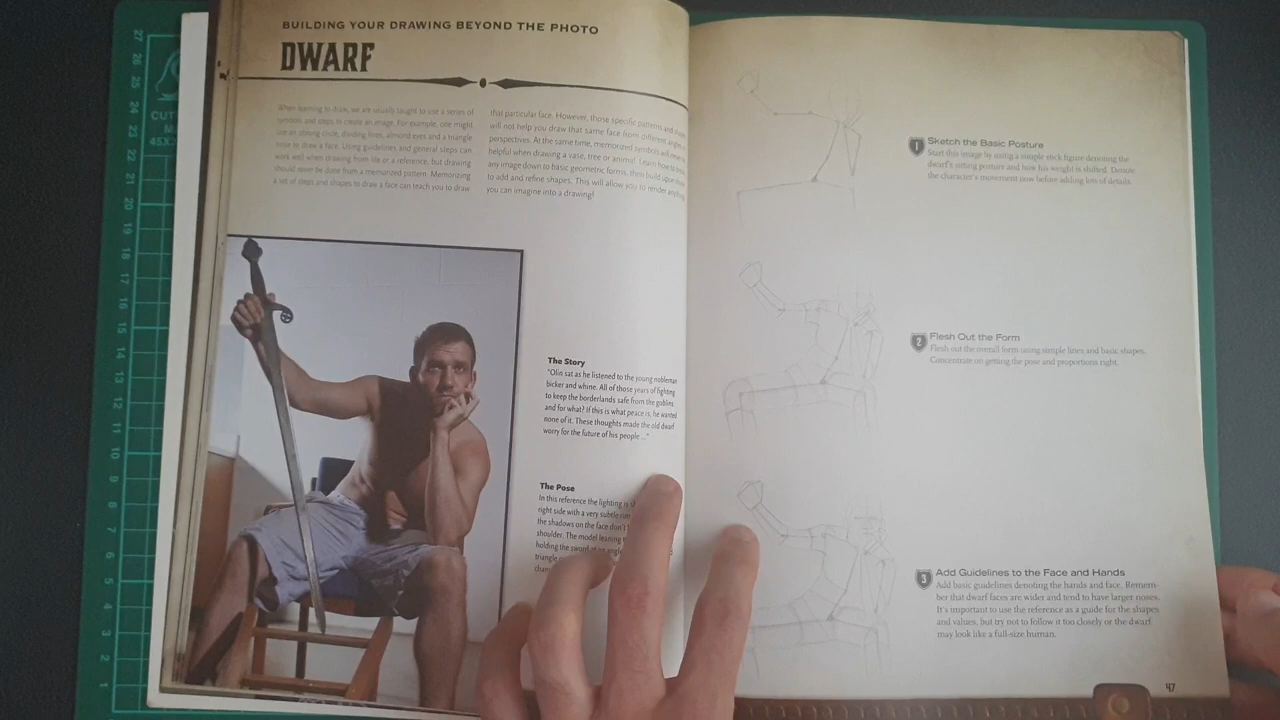 BUILDING YOUR DRAWING BEYOND THE PHOTO
DWARF
When learning to draw, we are usually taught to use a series of
symbols and steps to create an image. For example, one might
use an strong circle, dividing lines, almond eyes and a triangle
nose to draw a face. Using guidelines and general steps can
work well when drawing from life or a reference, but drawing
should seem be done from a memorized pattern. Memorizing
a set of steps and shapes to draw a face can teach you to draw
that particular face. However, those specific patterns and shapes
will not help you draw that same face from different angles or
perspectives. At the same time, memorized symbols will never be
helpful when drawing a vase, tree or animal. Learn how to break
any image down to basic geometric forms, then build upon those
to add and refine shapes. This will allow you to render anything
you can imagine into a drawing!
The Story
"Olin sat as he listened to the young nobleman
bicker and whine. All of those years of fighting
to keep the borderlands safe from the goblins
and for what? If this is what peace is, he wanted
none of it. These thoughts made the old dwarf
worry for the future of his people ..."
The Pose
In this reference the lighting is
right side with a very subtle
the shadows on the face don't
shoulder. The model leaning
holding the sword at an angle
triangle
1 Sketch the Basic Posture
Start this image by using a simple stick figure denoting the
dwarf's sitting posture and how his weight is shifted. Denote
the character's movement now before adding lots of details.
2 Flesh Out the Form
Flesh out the overall form using simple lines and basic shapes.
Concentrate on getting the pose and proportions right.
3 Add Guidelines to the Face and Hands
Add basic guidelines denoting the hands and face. Remem-
ber that dwarf faces are wider and tend to have larger noses.
It's important to use the reference as a guide for the shapes
and values, but try not to follow it too closely or the dwarf
may look like a full-size human.
47